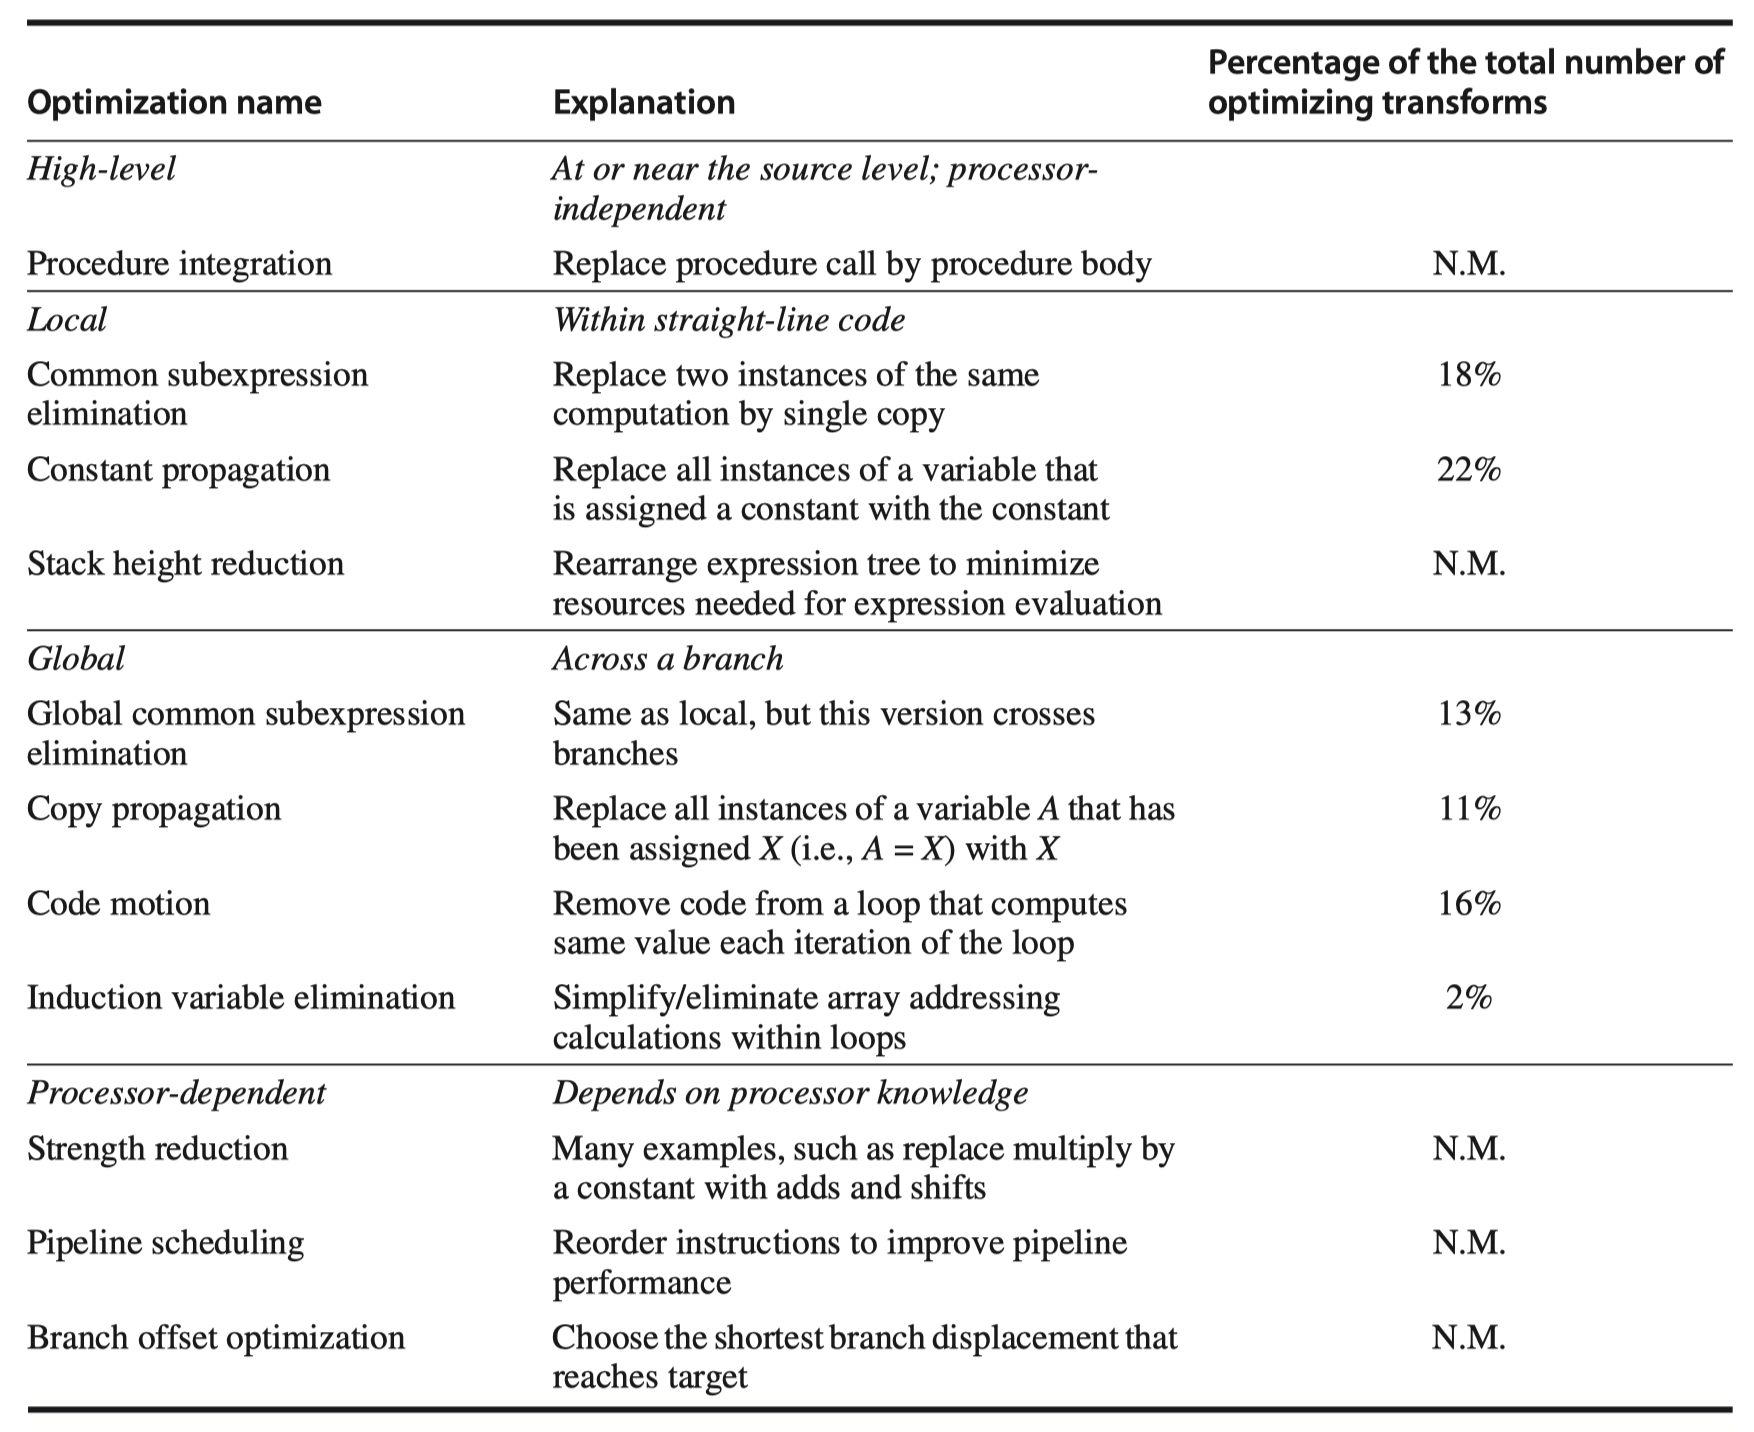 Percentage of the total number of
Optimization name Explanation optimizing transforms
High-level At or near the source level; processor-
independent
Procedure integration Replace procedure call by procedure body N.M.
Local Within straight-line code
Common subexpression Replace two instances of the same 18%
elimination computation by single copy
Constant propagation Replace all instances of a variable that 22%
is assigned a constant with the constant
Stack height reduction Rearrange expression tree to minimize N.M.
resources needed for expression evaluation
Global Across a branch
Global common subexpression Same as local, but this version crosses 13%
elimination branches
Copy propagation Replace all instances of a variable A that has 11%
been assigned X (i.e., A = X) with X
Code motion Remove code from a loop that computes 16%
same value each iteration of the loop
Induction variable elimination Simplify/eliminate array addressing 2%
calculations within loops
Processor-dependent Depends on processor knowledge
Strength reduction Many examples, such as replace multiply by N.M.
a constant with adds and shifts
Pipeline scheduling Reorder instructions to improve pipeline N.M.
performance
Branch offset optimization Choose the shortest branch displacement that N.M.
reaches target